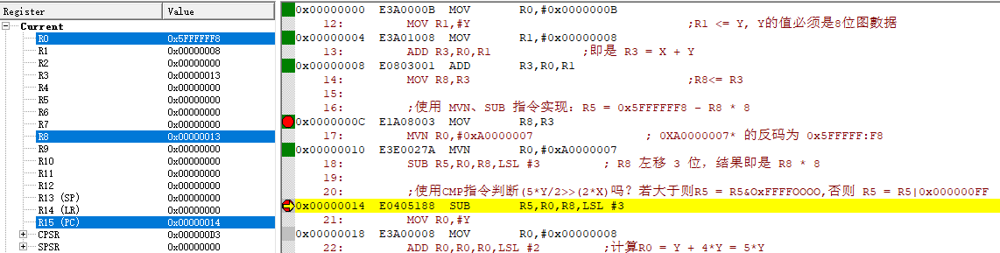 Register Value
Current
R0 0x5FFFFFF8
R1 0x00000008
R2 0x00000000
R3 0x00000013
R4 0x00000000
R5 0x00000000
R6 0x00000000
R7 0x00000000
R8 0x00000013
R9 0x00000000
R10 0x00000000
R11 0x00000000
R12 0x00000000
R13 (SP) 0x00000000
R14 (LR) 0x00000000
R15 (PC) 0x00000014
CPSR 0x000000D3
SPSR 0x00000000
0x00000000 E3A0000B MOV R0,#0x0000000B
12: MOV R1,#Y ;R1 <= Y, Y的值必须是8位图數据
0x00000004 E3A01008 MOV R1,#0x00000008
13: ADD R3,R0,R1 ;即是 R3 = X + Y
0x00000008 E0803001 ADD R3,R0,R1
14: MOV R8,R3 ;R8<= R3
15:
16: ;使用 MVN、SUB 指令实现：R5 = 0x5FFFFFF8 - R8 * 8
0x0000000C E1A08003 MOV R8,R3
17: MVN R0,#0xA0000007 ; 0XA0000007* 的反码为 0x5FFFFF:F8
0x00000010 E3E0027A MVN R0,#0xA0000007
18: SUB R5,R0,R8,LSL #3 ; R8 左移 3 位，结果即是 R8 * 8
19:
20: ;使用CMP指令判断(5*Y/2>>(2*X)吗？若大于则R5 = R5&0xFFFF0000,否则 R5 = R5|0x000000FF
0x00000014 E0405188 SUB R5,R0,R8,LSL #3
21: MOV R0,#Y
0x00000018 E3A00008 MOV R0,#0x00000008
22: ADD R0,R0,R0,LSL #2 ;计算R0 = Y + 4*Y = 5*Y